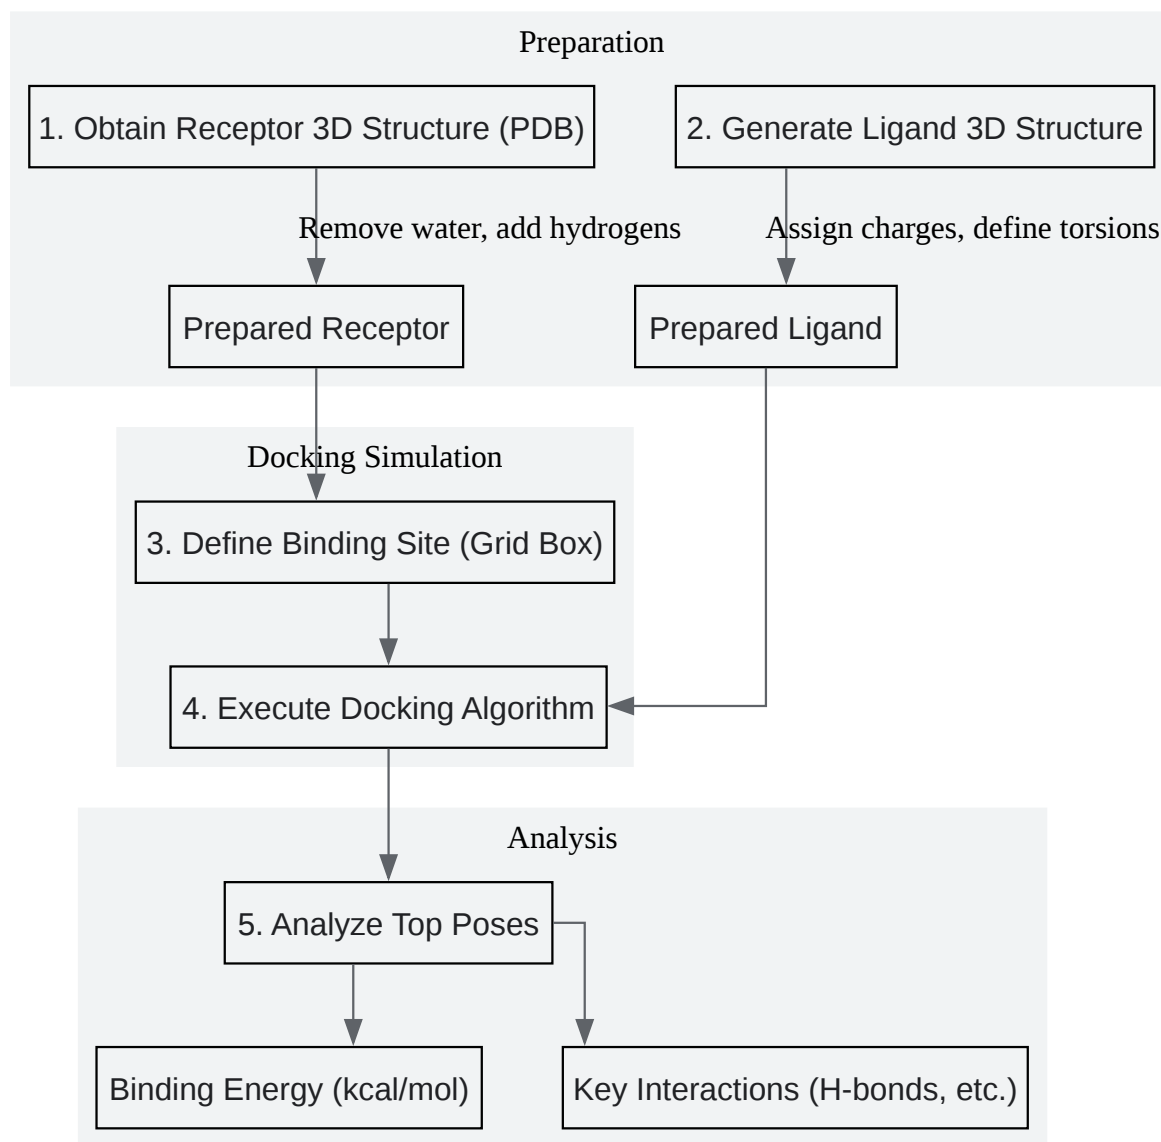 Preparation
1. Obtain Receptor 3D Structure (PDB)
2. Generate Ligand 3D Structure
Remove water, add hydrogens
Assign charges, define torsions
Prepared Receptor
Prepared Ligand
Docking Simulation
3. Define Binding Site (Grid Box)
4. Execute Docking Algorithm
Analysis
5. Analyze Top Poses
Binding Energy (kcal/mol)
Key Interactions (H-bonds, etc.)